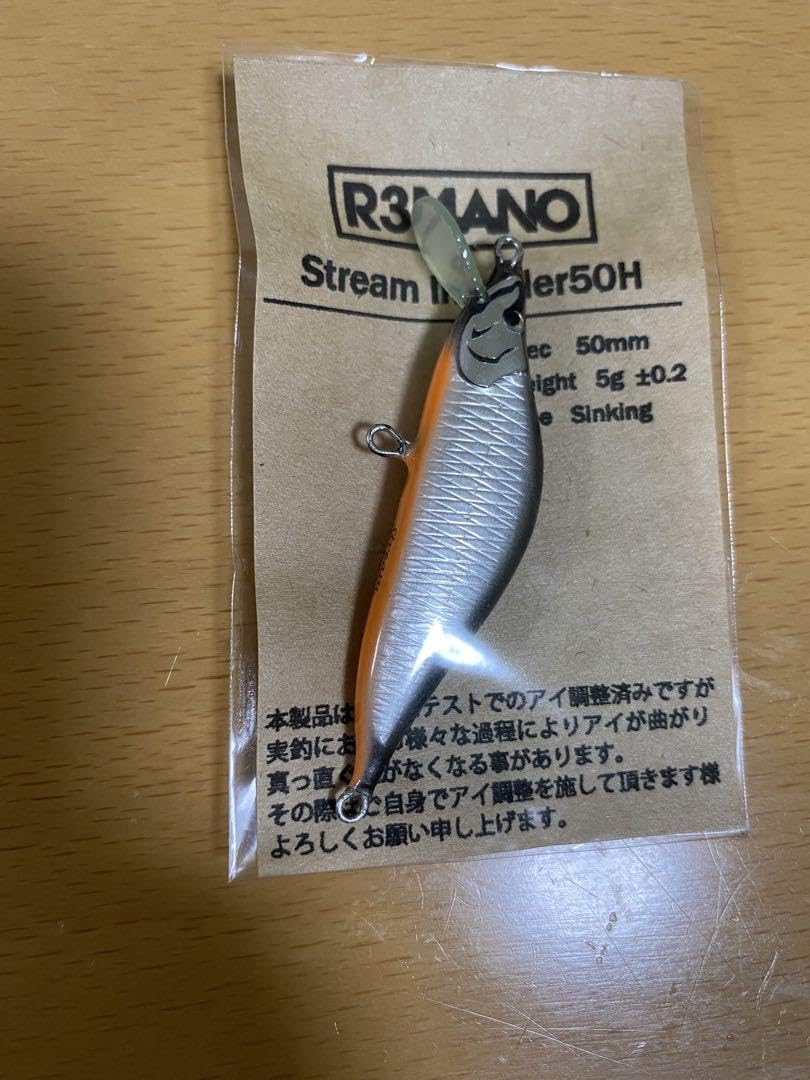 R3MANO
Stream 50H
50mm
5g ±0.2
Sinking
本製品は テストでのアイ調整済みですが
実釣にお 様々な過程によりアイが曲がり
真っ直ぐ がなくなる事があります。
その際 ご自身でアイ調整を施して頂きます様
よろしくお願い申し上げます。